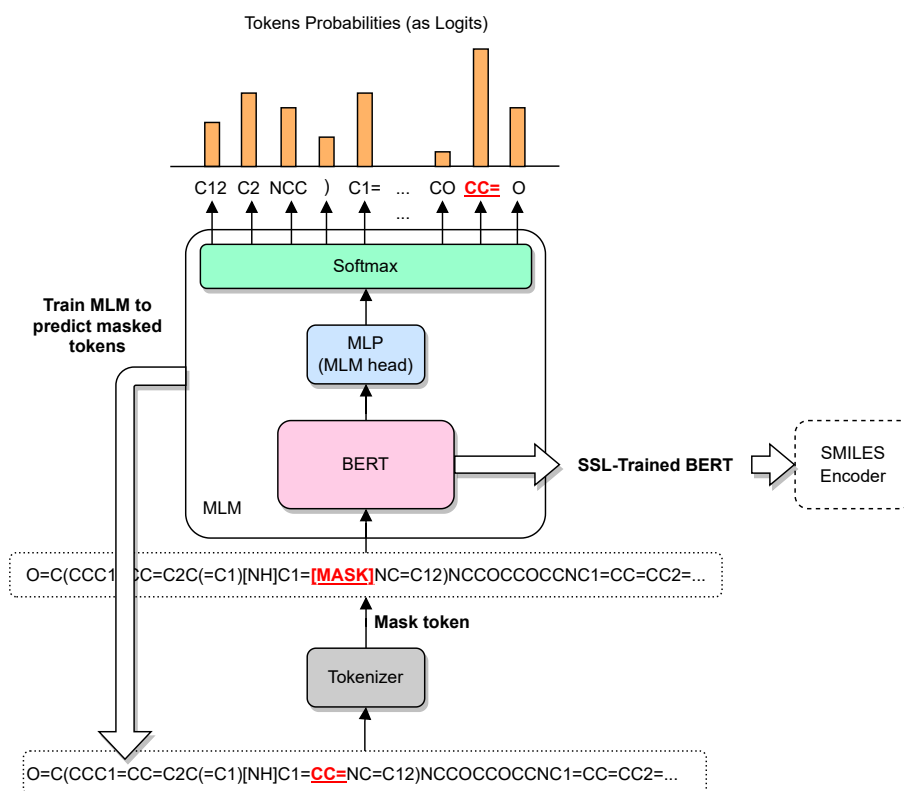 Tokens Probabilities (as Logits)
C12 C2 NCC ) C1= ... CO CC= O
...
Softmax
Train MLM to
predict masked
tokens
MLP
(MLM head)
BERT
SSL-Trained BERT
SMILES
Encoder
MLM
O=C(CCC1 CC=C2C(=C1)[NH]C1=[MASK]NC=C12)NCCOCCOCCNC1=CC=CC2=...
Mask token
Tokenizer
O=C(CCC1=CC=C2C(=C1)[NH]C1=CC=NC=C12)NCCOCCOCCNC1=CC=CC2=...